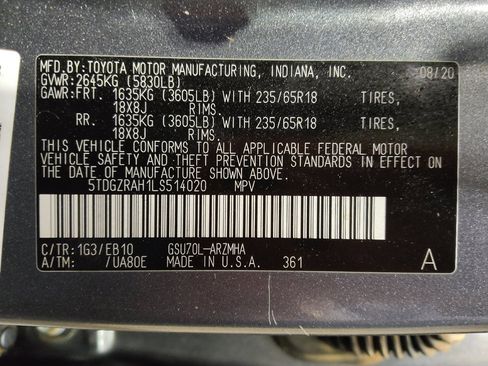 MFD.BY:TOYOTA MOTOR MANUFACTURING, INDIANA, INC. 08/20
GVWR:2645KG (5830LB)
GAWR:FRT. 1635KG (3605LB) WITH 235/65R18 TIRES,
18X8J RIMS.
RR. 1635KG (3605LB) WITH 235/65R18 TIRES,
18X8J RIMS.
THIS VEHICLE CONFORMS TO ALL APPLICABLE FEDERAL MOTOR
VEHICLE SAFETY AND THEFT PREVENTION STANDARDS IN EFFECT ON
THE DATE OF MANUFACTURE SHOWN ABOVE.
5TDGZRAH1LS514020 MPV
C/TR:1G3/EB10 GSU70L-ARZMHA
A/TM: /UA80E MADE IN U.S.A. 361 A